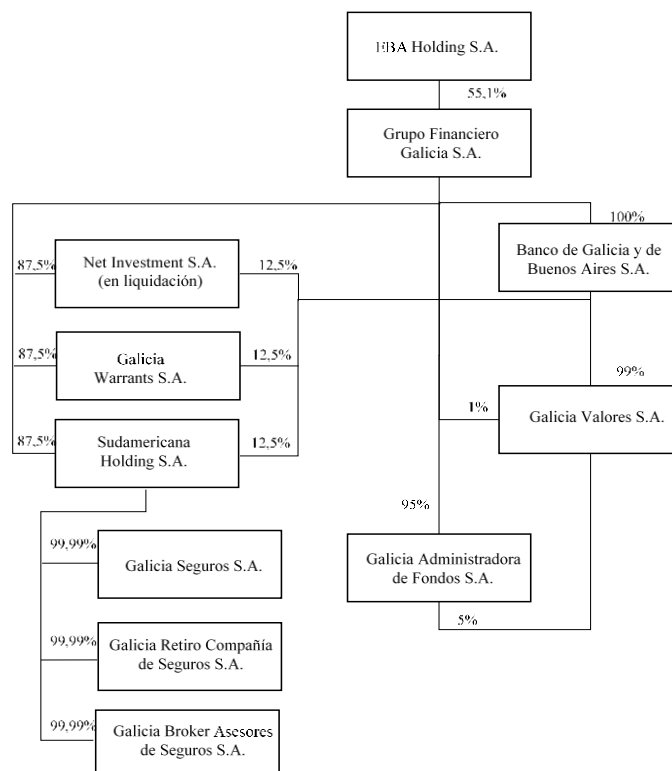 EBA Holding S.A.
55,1%
Grupo Financiero
Galicia S.A.
100%
Banco de Galicia y de
Buenos Aires S.A.
87,5%
Net Investment S.A.
(en liquidación)
12,5%
87,5%
Galicia
Warrants S.A.
12,5%
99%
1%
Galicia Valores S.A.
87,5%
Sudamericana
Holding S.A.
12,5%
95%
99,99%
Galicia Seguros S.A.
Galicia Administradora
de Fondos S.A.
5%
99,99%
Galicia Retiro Compañía
de Seguros S.A.
99,99%
Galicia Broker Asesores
de Seguros S.A.